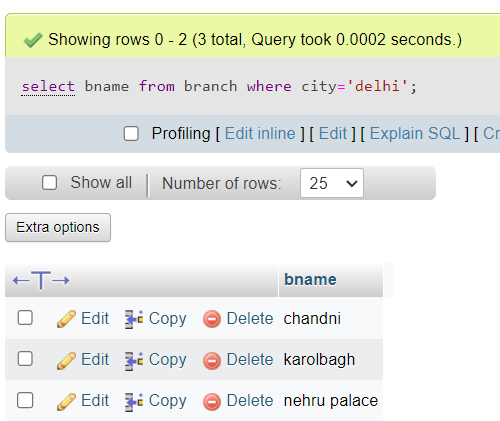 Showing rows 0 - 2 (3 total, Query took 0.0002 seconds.)
select bname from branch where city='delhi';
Profiling [ Edit inline ] [ Edit ] [ Explain SQL ] [ Cr
Show all Number of rows: 25
Extra options
bname
Edit Copy Delete chandni
Edit Copy Delete karolbagh
Edit Copy Delete nehru palace